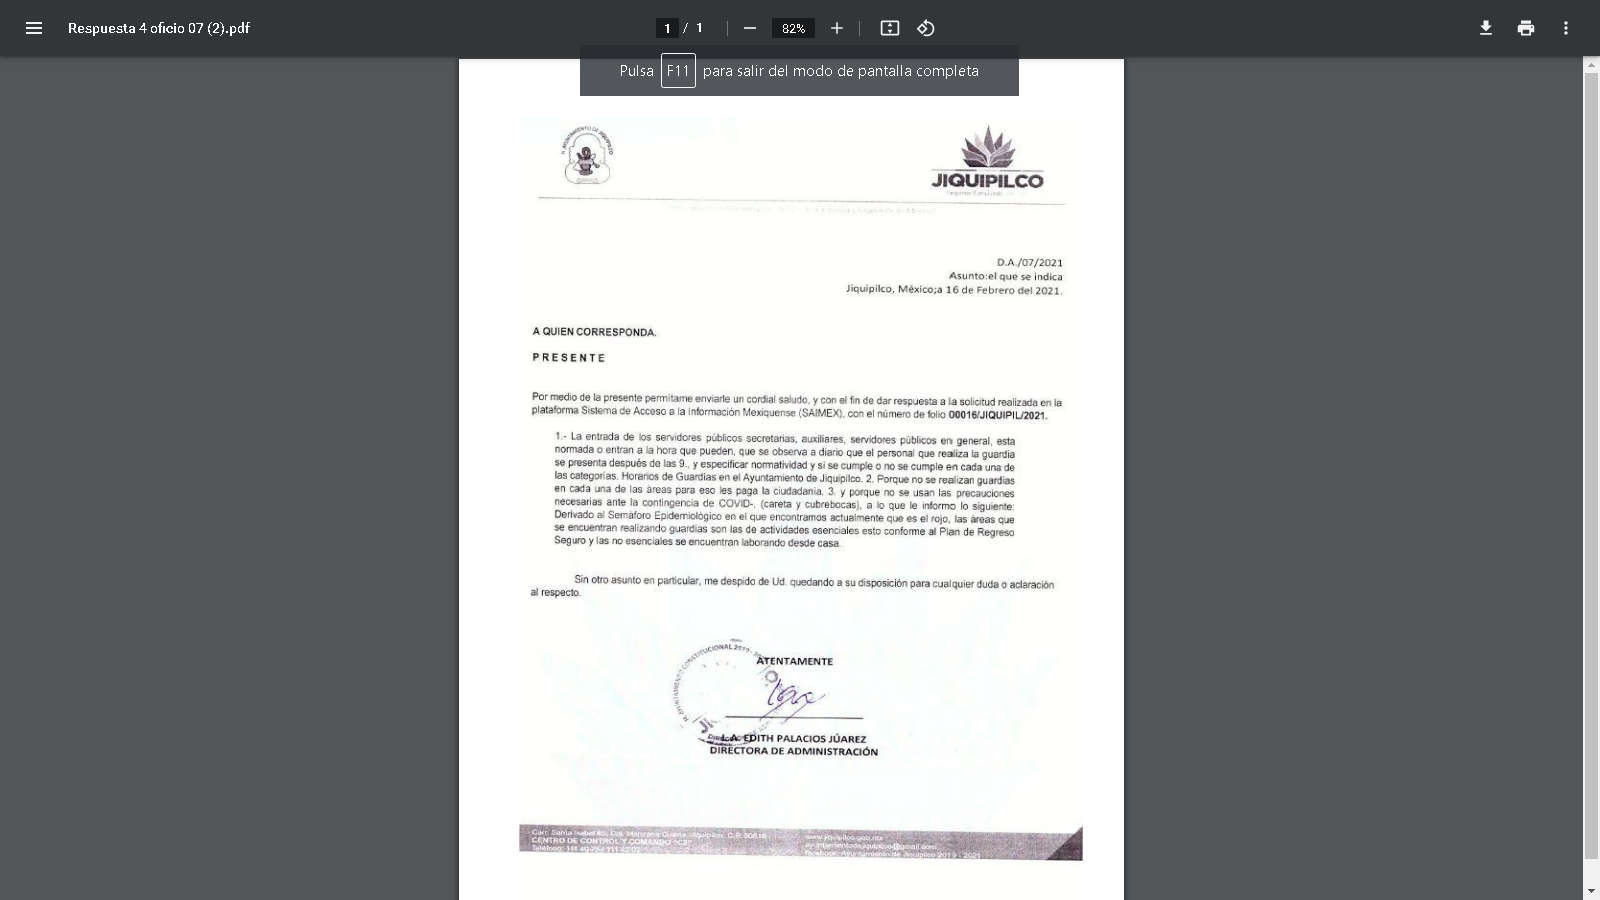 Respuesta 4 oficio 07 (2).pdf
1 / 1
82%
Pulsa F11 para salir del modo de pantalla completa
H. AYUNTAMIENTO DE JIQUIPILCO
JIQUIPILCO
D.A./07/2021
Asunto:el que se indica
Jiquipilco, México;a 16 de Febrero del 2021.
A QUIEN CORRESPONDA.
P R E S E N T E
Por medio de la presente permitame enviarle un cordial saludo, y con el fin de dar respuesta a la solicitud realizada en la
plataforma Sistema de Acceso a la Información Mexiquense (SAIMEX), con el número de folio 00016/JIQUIPIL/2021.
1.- La entrada de los servidores públicos secretarias, auxiliares, servidores públicos en general, esta
normada o entran a la hora que pueden, que se observa a diario que el personal que realiza la guardia
se presenta después de las 9., y especificar normatividad y si se cumple o no se cumple en cada una de
las categorías. Horarios de Guardias en el Ayuntamiento de Jiquipilco. 2. Porque no se realizan guardias
en cada una de las áreas para eso les paga la ciudadania. 3. y porque no se usan las precauciones
necesarias ante la contingencia de COVID-, (careta y cubrebocas), a lo que le informo lo siguiente:
Derivado al Semáforo Epidemiológico en el que encontramos actualmente que es el rojo, las áreas que
se encuentran realizando guardias son las de actividades esenciales esto conforme al Plan de Regreso
Seguro y las no esenciales se encuentran laborando desde casa.
Sin otro asunto en particular, me despido de Ud. quedando a su disposición para cualquier duda o aclaración
al respecto.
H. AYUNTAMIENTO CONSTITUCIONAL
ATENTAMENTE
L.A. EDITH PALACIOS JÚAREZ
DIRECTORA DE ADMINISTRACIÓN
CENTRO DE CONTROL Y COMANDO "C2"